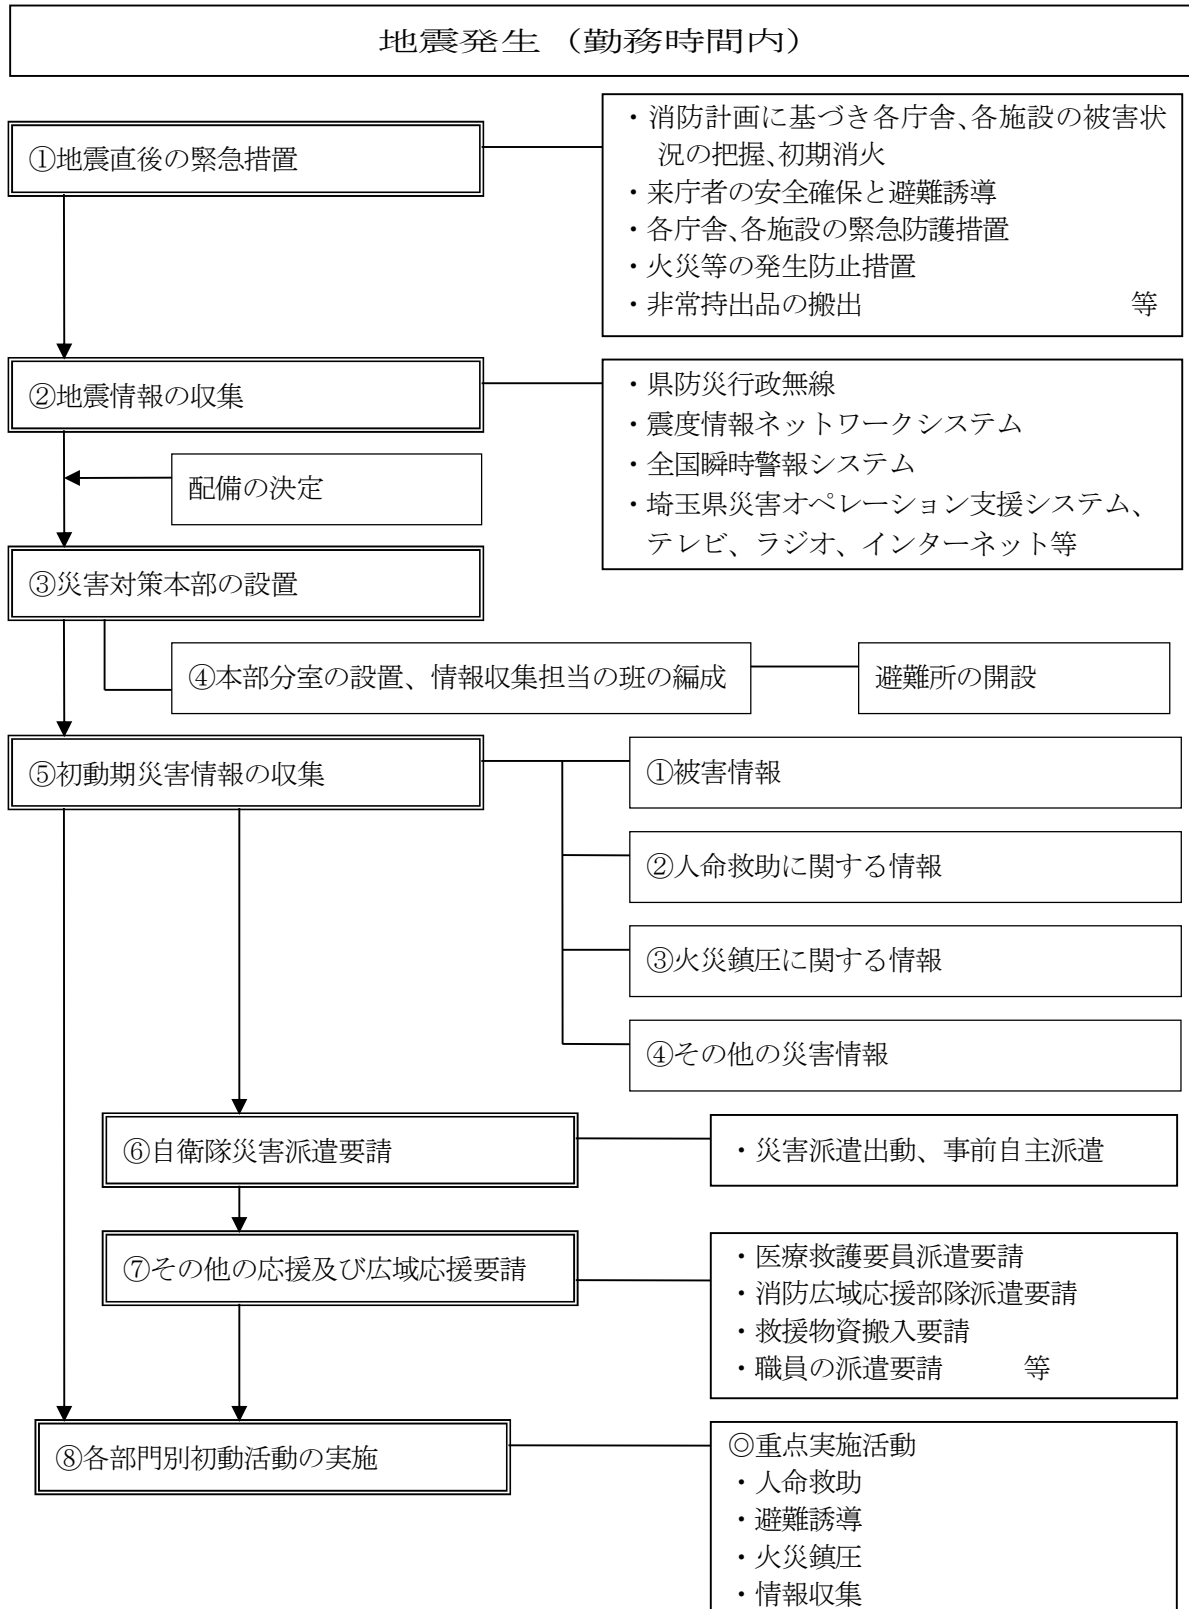 地震発生（勤務時間内）
①地震直後の緊急措置
・消防計画に基づき各庁舎、各施設の被害状
況の把握、初期消火
・来庁者の安全確保と避難誘導
・各庁舎、各施設の緊急防護措置
・火災等の発生防止措置
・非常持出品の搬出　等
②地震情報の収集
・県防災行政無線
・震度情報ネットワークシステム
・全国瞬時警報システム
・埼玉県災害オペレーション支援システム、
テレビ、ラジオ、インターネット等
配備の決定
③災害対策本部の設置
④本部分室の設置、情報収集担当の班の編成
避難所の開設
⑤初動期災害情報の収集
①被害情報
②人命救助に関する情報
③火災鎮圧に関する情報
④その他の災害情報
⑥自衛隊災害派遣要請
・災害派遣出動、事前自主派遣
⑦その他の応援及び広域応援要請
・医療救護要員派遣要請
・消防広域応援部隊派遣要請
・救援物資搬入要請
・職員の派遣要請　等
⑧各部門別初動活動の実施
◎重点実施活動
・人命救助
・避難誘導
・火災鎮圧
・情報収集